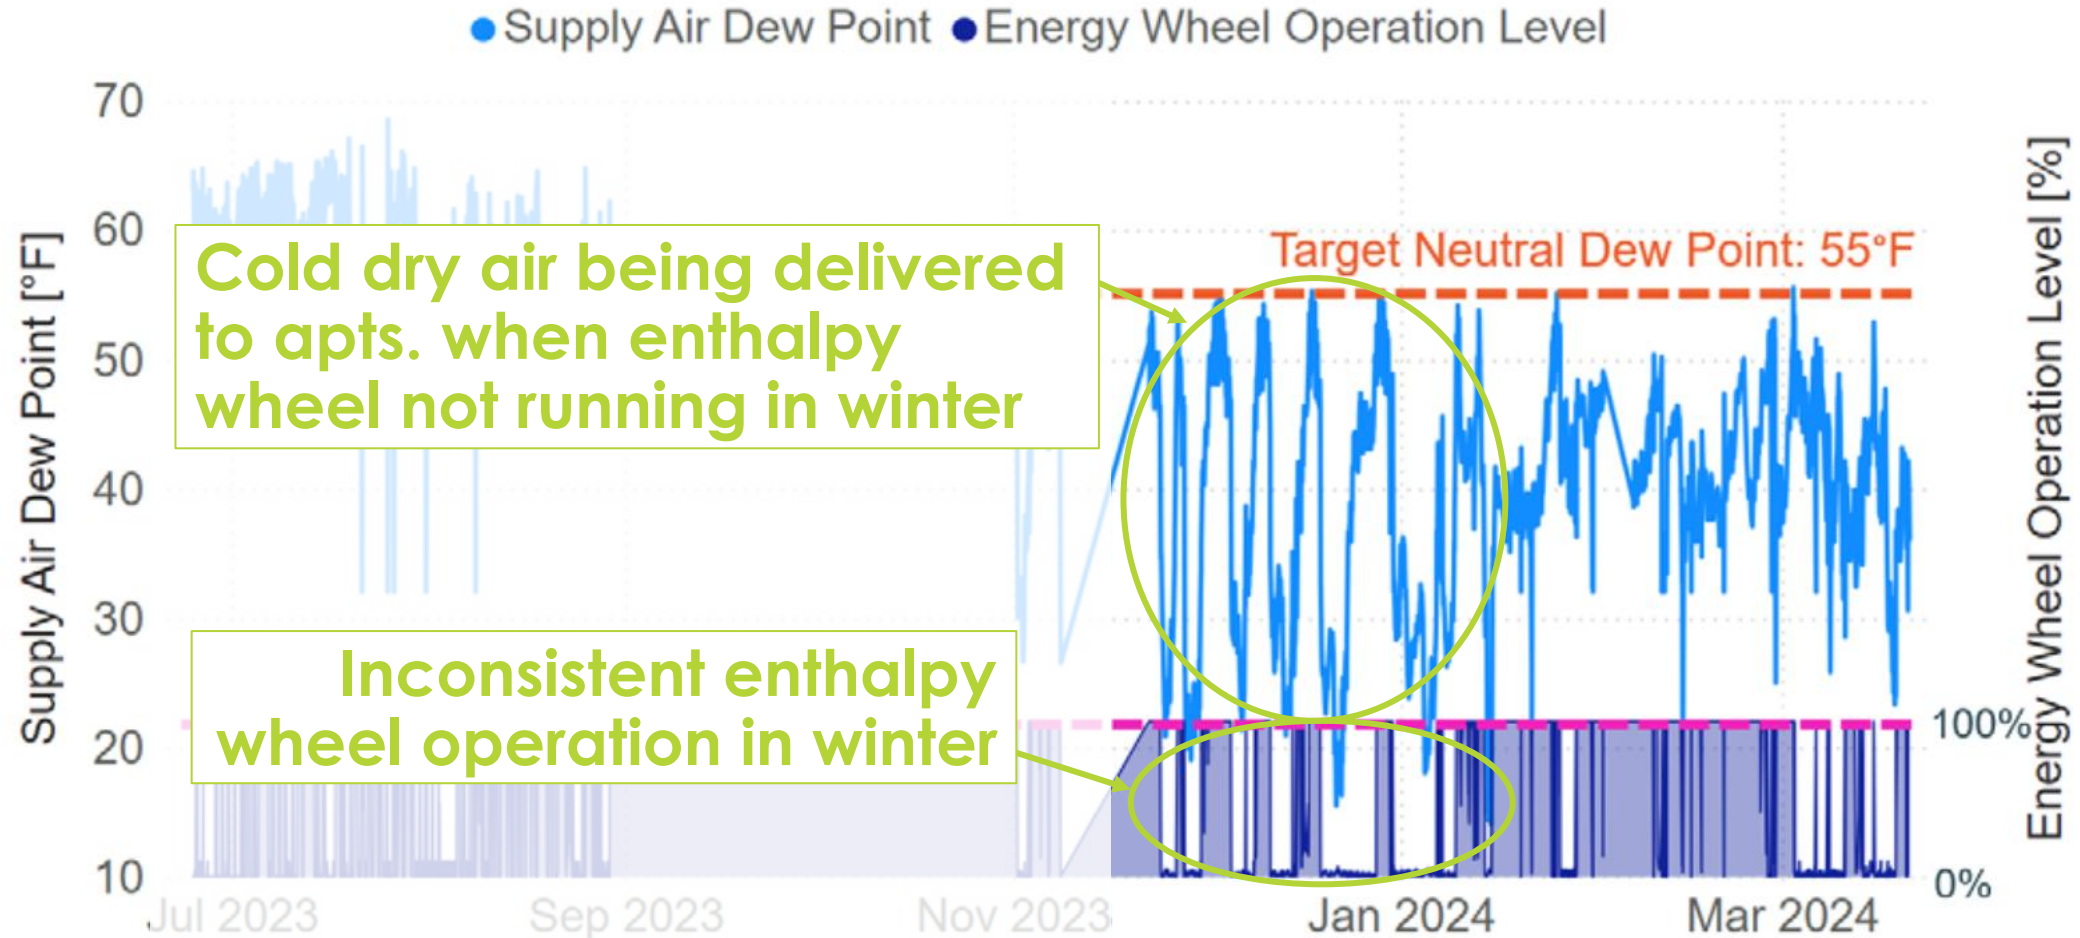 Supply Air Dew Point Energy Wheel Operation Level
70
60
50
40
30
20
10
Supply Air Dew Point [°F]
Cold dry air being delivered
to apts. when enthalpy
wheel not running in winter
Target Neutral Dew Point: 55°F
Inconsistent enthalpy
wheel operation in winter
100%
0%
Energy Wheel Operation Level [%]
Jul 2023 Sep 2023 Nov 2023 Jan 2024 Mar 2024